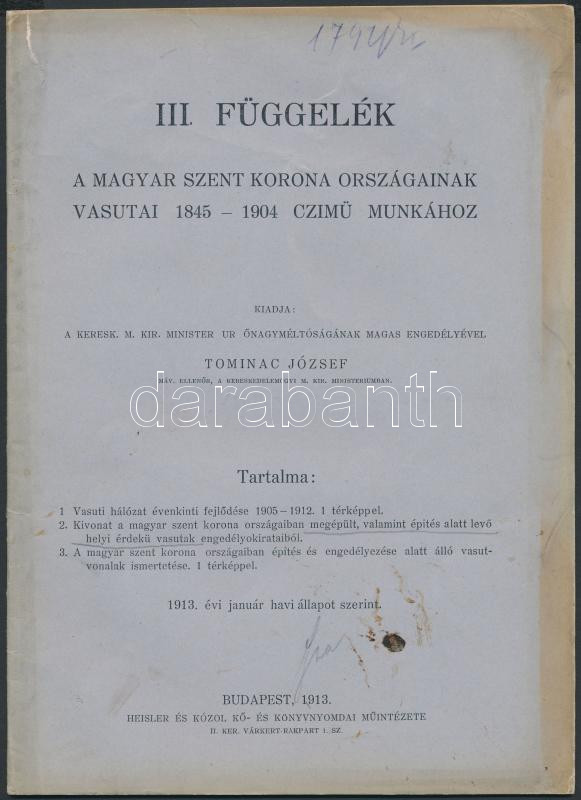 III. FÜGGELÉK
A MAGYAR SZENT KORONA ORSZÁGAINAK
VASUTAI 1845 – 1904 CZIMÜ MUNKÁHOZ
KIADJA:
A KERESK. M. KIR. MINISTER UR ŐNAGYMÉLTÓSÁGÁNAK MAGAS ENGEDÉLYÉVEL
TOMINAC JÓZSEF
MÁV. ELLENŐR, A KERESKEDELEMÜGYI M. KIR. MINISTERIUMBAN.
darabanth
Tartalma:
1 Vasuti hálózat évenkinti fejlődése 1905–1912. 1 térképpel.
2. Kivonat a magyar szent korona országaiban megépült, valamint épités alatt levő
helyi érdekü vasutak engedélyokirataiból.
3. A magyar szent korona országaiban épités és engedélyezése alatt álló vasut-
vonalak ismertetése. 1 térképpel.
1913. évi január havi állapot szerint.
BUDAPEST, 1913.
HEISLER ÉS KÓZOL KŐ- ÉS KÖNYVNYOMDAI MŰINTÉZETE
II. KER. VÁRKERT-RAKPART 1. SZ.